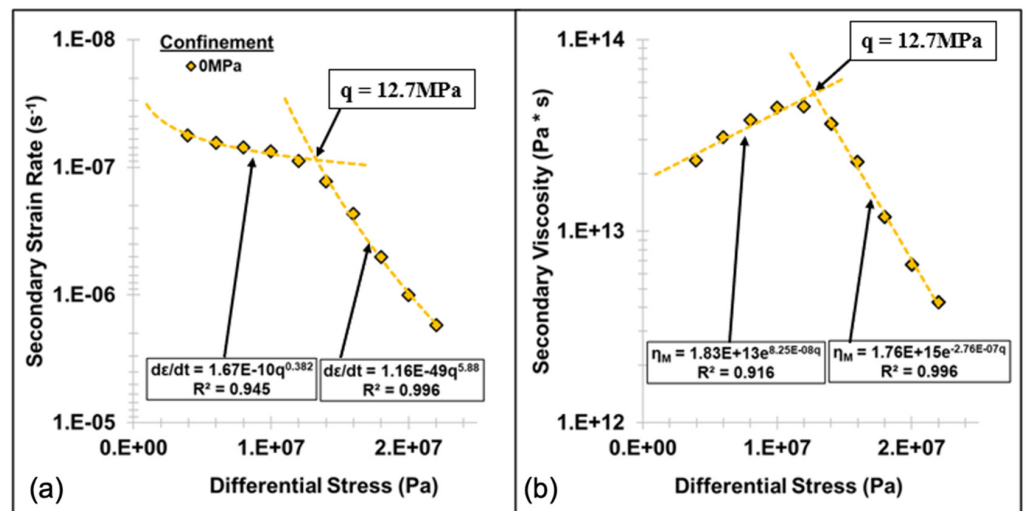 1.E-08
Confinement
0MPa
q = 12.7MPa
Secondary Strain Rate (s⁻¹)
1.E-07
1.E-06
dε/dt = 1.67E-10q^0.382
R² = 0.945
dε/dt = 1.16E-49q^5.88
R² = 0.996
1.E-05
0.E+00
1.E+07
2.E+07
(a)
Differential Stress (Pa)
1.E+14
q = 12.7MPa
Secondary Viscosity (Pa * s)
1.E+13
η_M = 1.83E+13e^8.25E-08q
R² = 0.916
η_M = 1.76E+15e^-2.76E-07q
R² = 0.996
1.E+12
0.E+00
1.E+07
2.E+07
(b)
Differential Stress (Pa)